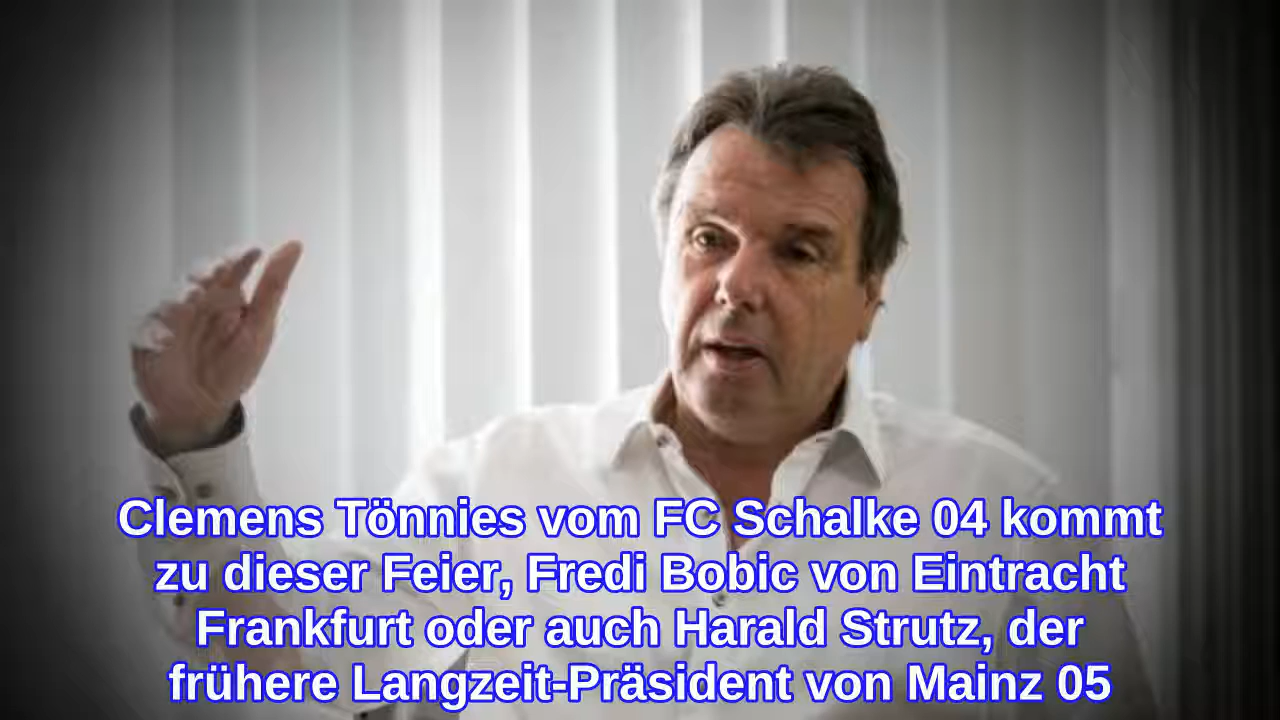 Clemens Tönnies vom FC Schalke 04 kommt
zu dieser Feier, Fredi Bobic von Eintracht
Frankfurt oder auch Harald Strutz, der
frühere Langzeit-Präsident von Mainz 05